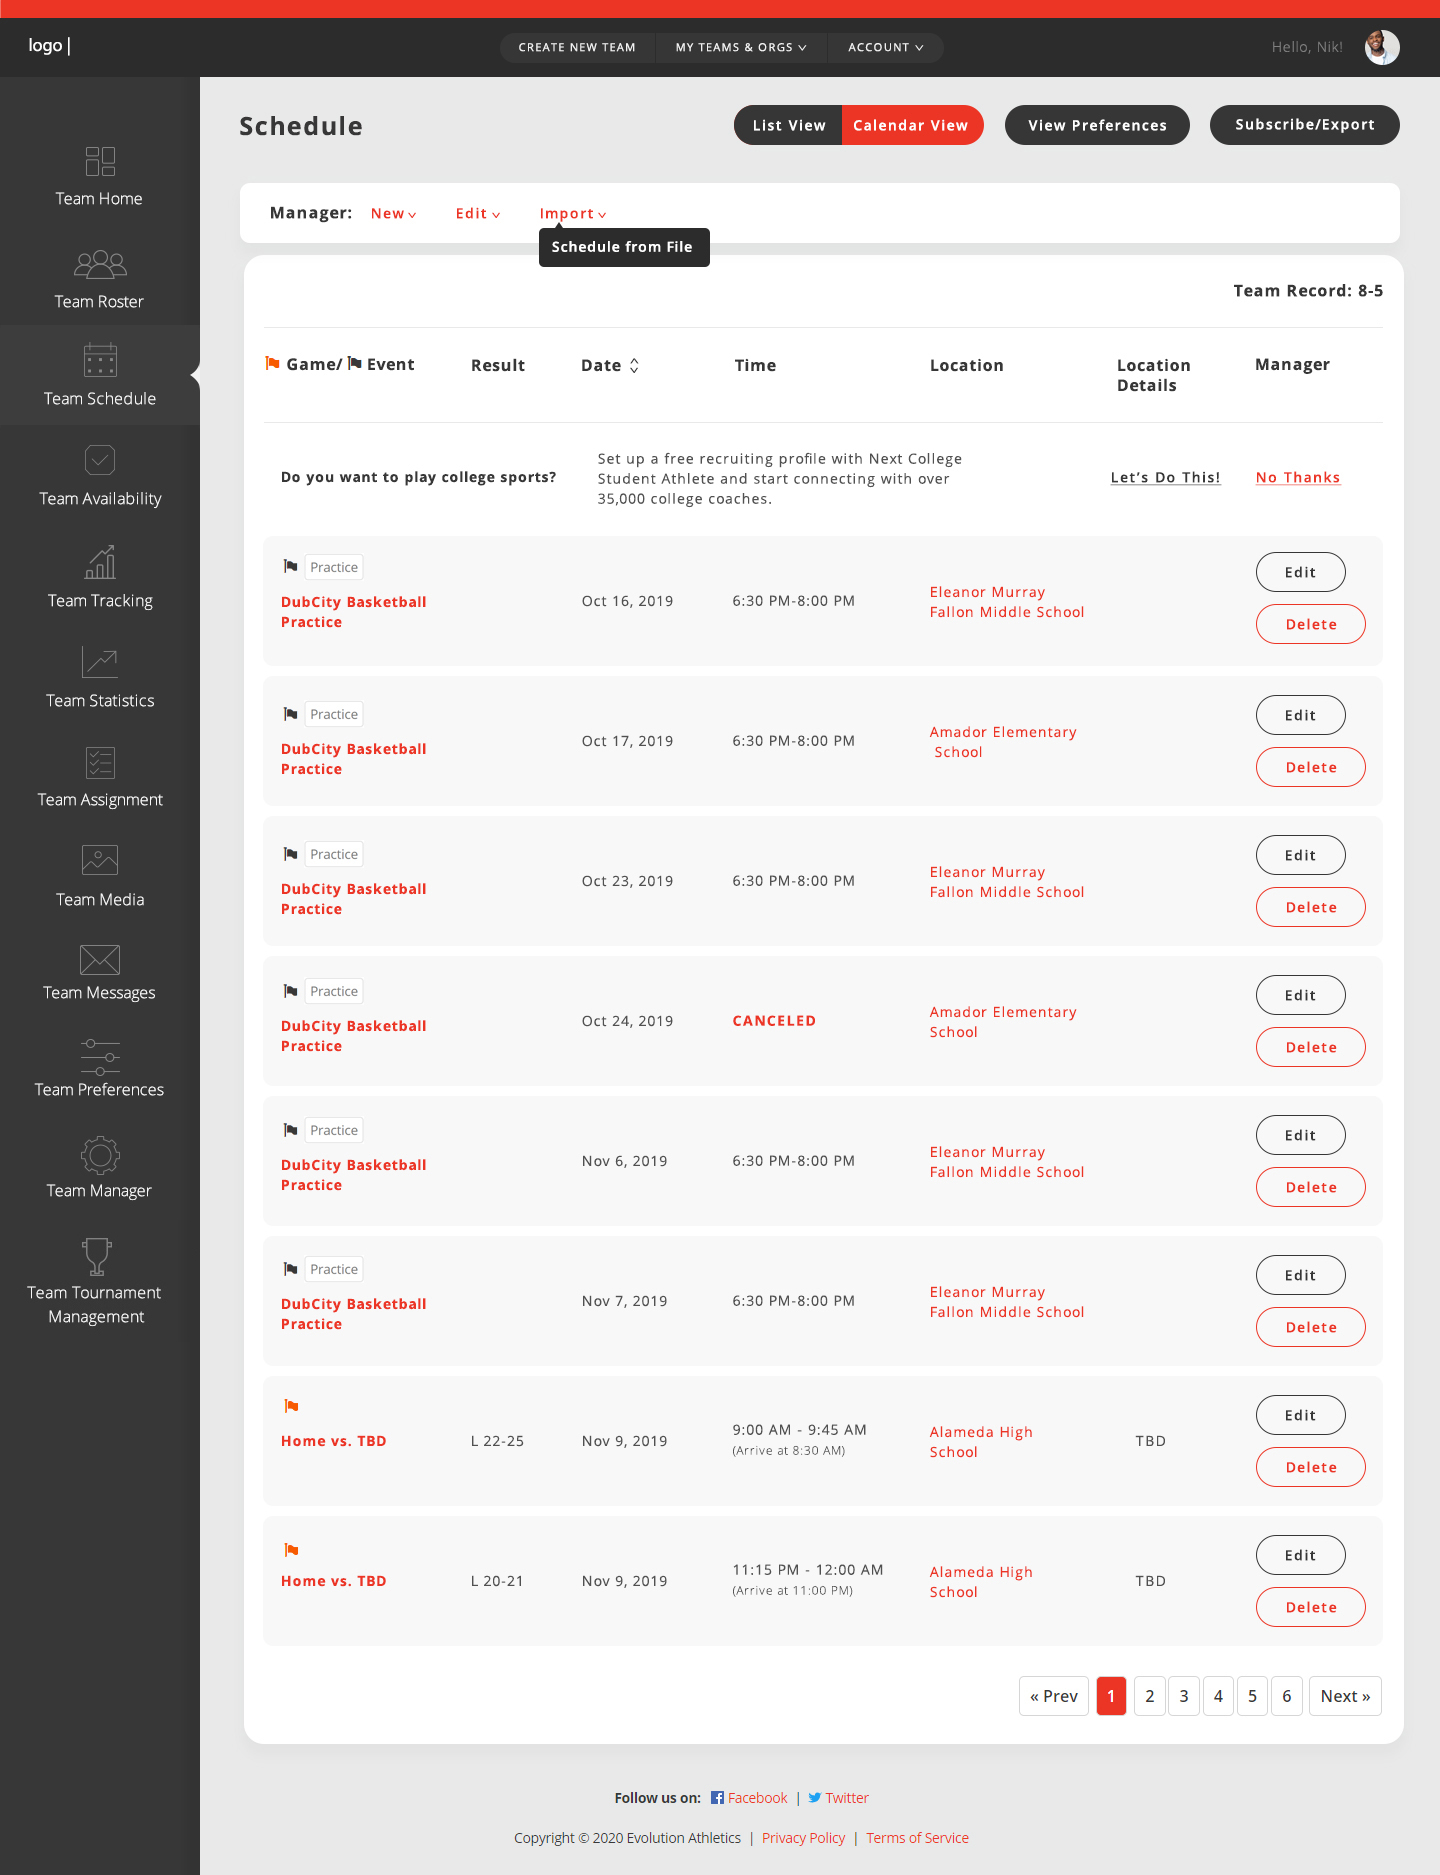 logo |
CREATE NEW TEAM
MY TEAMS & ORGS
ACCOUNT
Hello, Nik!
Team Home
Team Roster
Team Schedule
Team Availability
Team Tracking
Team Statistics
Team Assignment
Team Media
Team Messages
Team Preferences
Team Manager
Team Tournament
Management
Schedule
List View
Calendar View
View Preferences
Subscribe/Export
Manager:
New
Edit
Import
Schedule from File
Team Record: 8-5
Game/ Event
Result
Date
Time
Location
Location
Details
Manager
Do you want to play college sports?
Set up a free recruiting profile with Next College
Student Athlete and start connecting with over
35,000 college coaches.
Let's Do This!
No Thanks
Practice
DubCity Basketball
Practice
Oct 16, 2019
6:30 PM-8:00 PM
Eleanor Murray
Fallon Middle School
Edit
Delete
Practice
DubCity Basketball
Practice
Oct 17, 2019
6:30 PM-8:00 PM
Amador Elementary
School
Edit
Delete
Practice
DubCity Basketball
Practice
Oct 23, 2019
6:30 PM-8:00 PM
Eleanor Murray
Fallon Middle School
Edit
Delete
Practice
DubCity Basketball
Practice
Oct 24, 2019
CANCELED
Amador Elementary
School
Edit
Delete
Practice
DubCity Basketball
Practice
Nov 6, 2019
6:30 PM-8:00 PM
Eleanor Murray
Fallon Middle School
Edit
Delete
Practice
DubCity Basketball
Practice
Nov 7, 2019
6:30 PM-8:00 PM
Eleanor Murray
Fallon Middle School
Edit
Delete
Home vs. TBD
L 22-25
Nov 9, 2019
9:00 AM - 9:45 AM
(Arrive at 8:30 AM)
Alameda High
School
TBD
Edit
Delete
Home vs. TBD
L 20-21
Nov 9, 2019
11:15 PM - 12:00 AM
(Arrive at 11:00 PM)
Alameda High
School
TBD
Edit
Delete
« Prev 1 2 3 4 5 6 Next »
Follow us on: Facebook | Twitter
Copyright © 2020 Evolution Athletics | Privacy Policy | Terms of Service